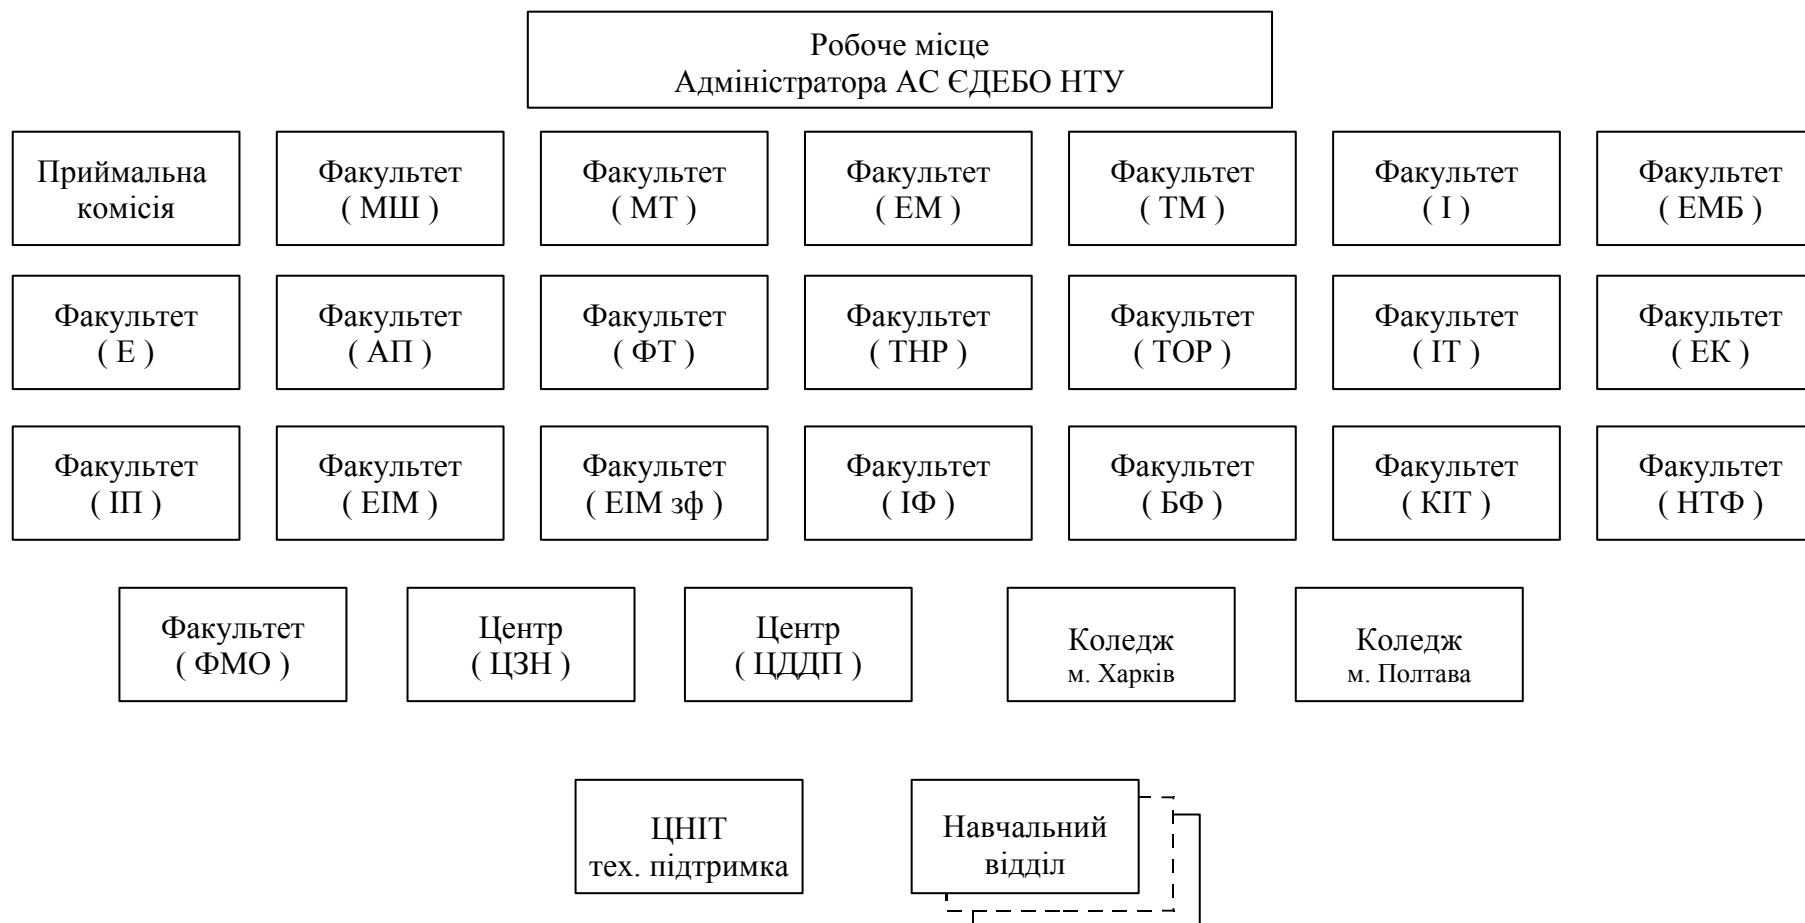 Робоче місце
Адміністратора АС ЄДЕБО НТУ
Приймальна
комісія
Факультет
( МШ )
Факультет
( МТ )
Факультет
( ЕМ )
Факультет
( ТМ )
Факультет
( І )
Факультет
( ЕМБ )
Факультет
( Е )
Факультет
( АП )
Факультет
( ФТ )
Факультет
( ТНР )
Факультет
( ТОР )
Факультет
( ІТ )
Факультет
( ЕК )
Факультет
( ІП )
Факультет
( ЕІМ )
Факультет
( ЕІМ зф )
Факультет
( ІФ )
Факультет
( БФ )
Факультет
( КІТ )
Факультет
( НТФ )
Факультет
( ФМО )
Центр
( ЦЗН )
Центр
( ЦДДП )
Коледж
м. Харків
Коледж
м. Полтава
ЦНІТ
тех. підтримка
Навчальний
відділ